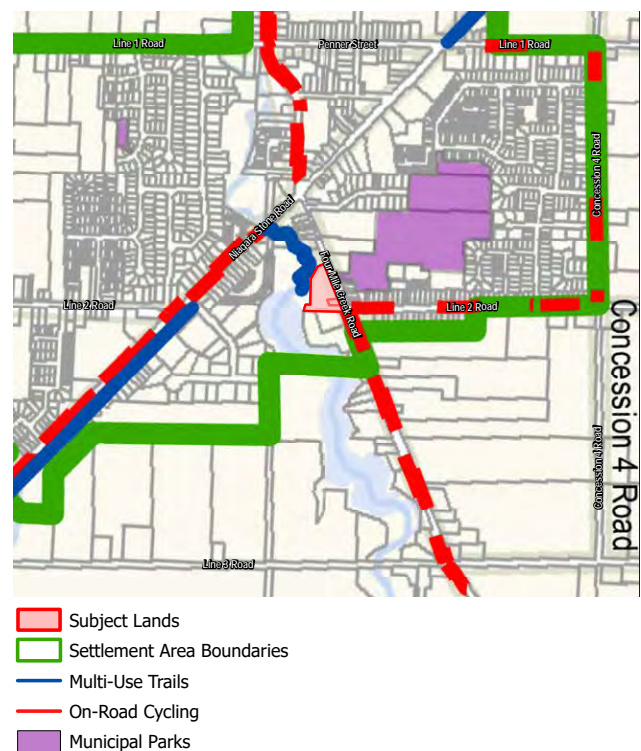 Line 1 Road
Penner Street
Line 1 Road
Concession 4 Road
Niagara Stone Road
Four Mile Creek Road
Line 2 Road
Line 2 Road
Concession 4 Road
Concession 4 Road
Line 3 Road
Subject Lands
Settlement Area Boundaries
Multi-Use Trails
On-Road Cycling
Municipal Parks